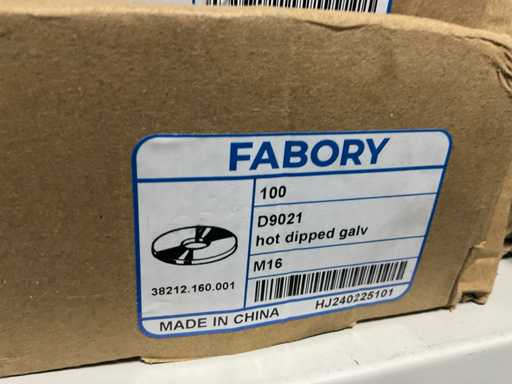 FABORY
100
D9021
hot dipped galv
38212.160.001
M16
MADE IN CHINA
HJ240225101